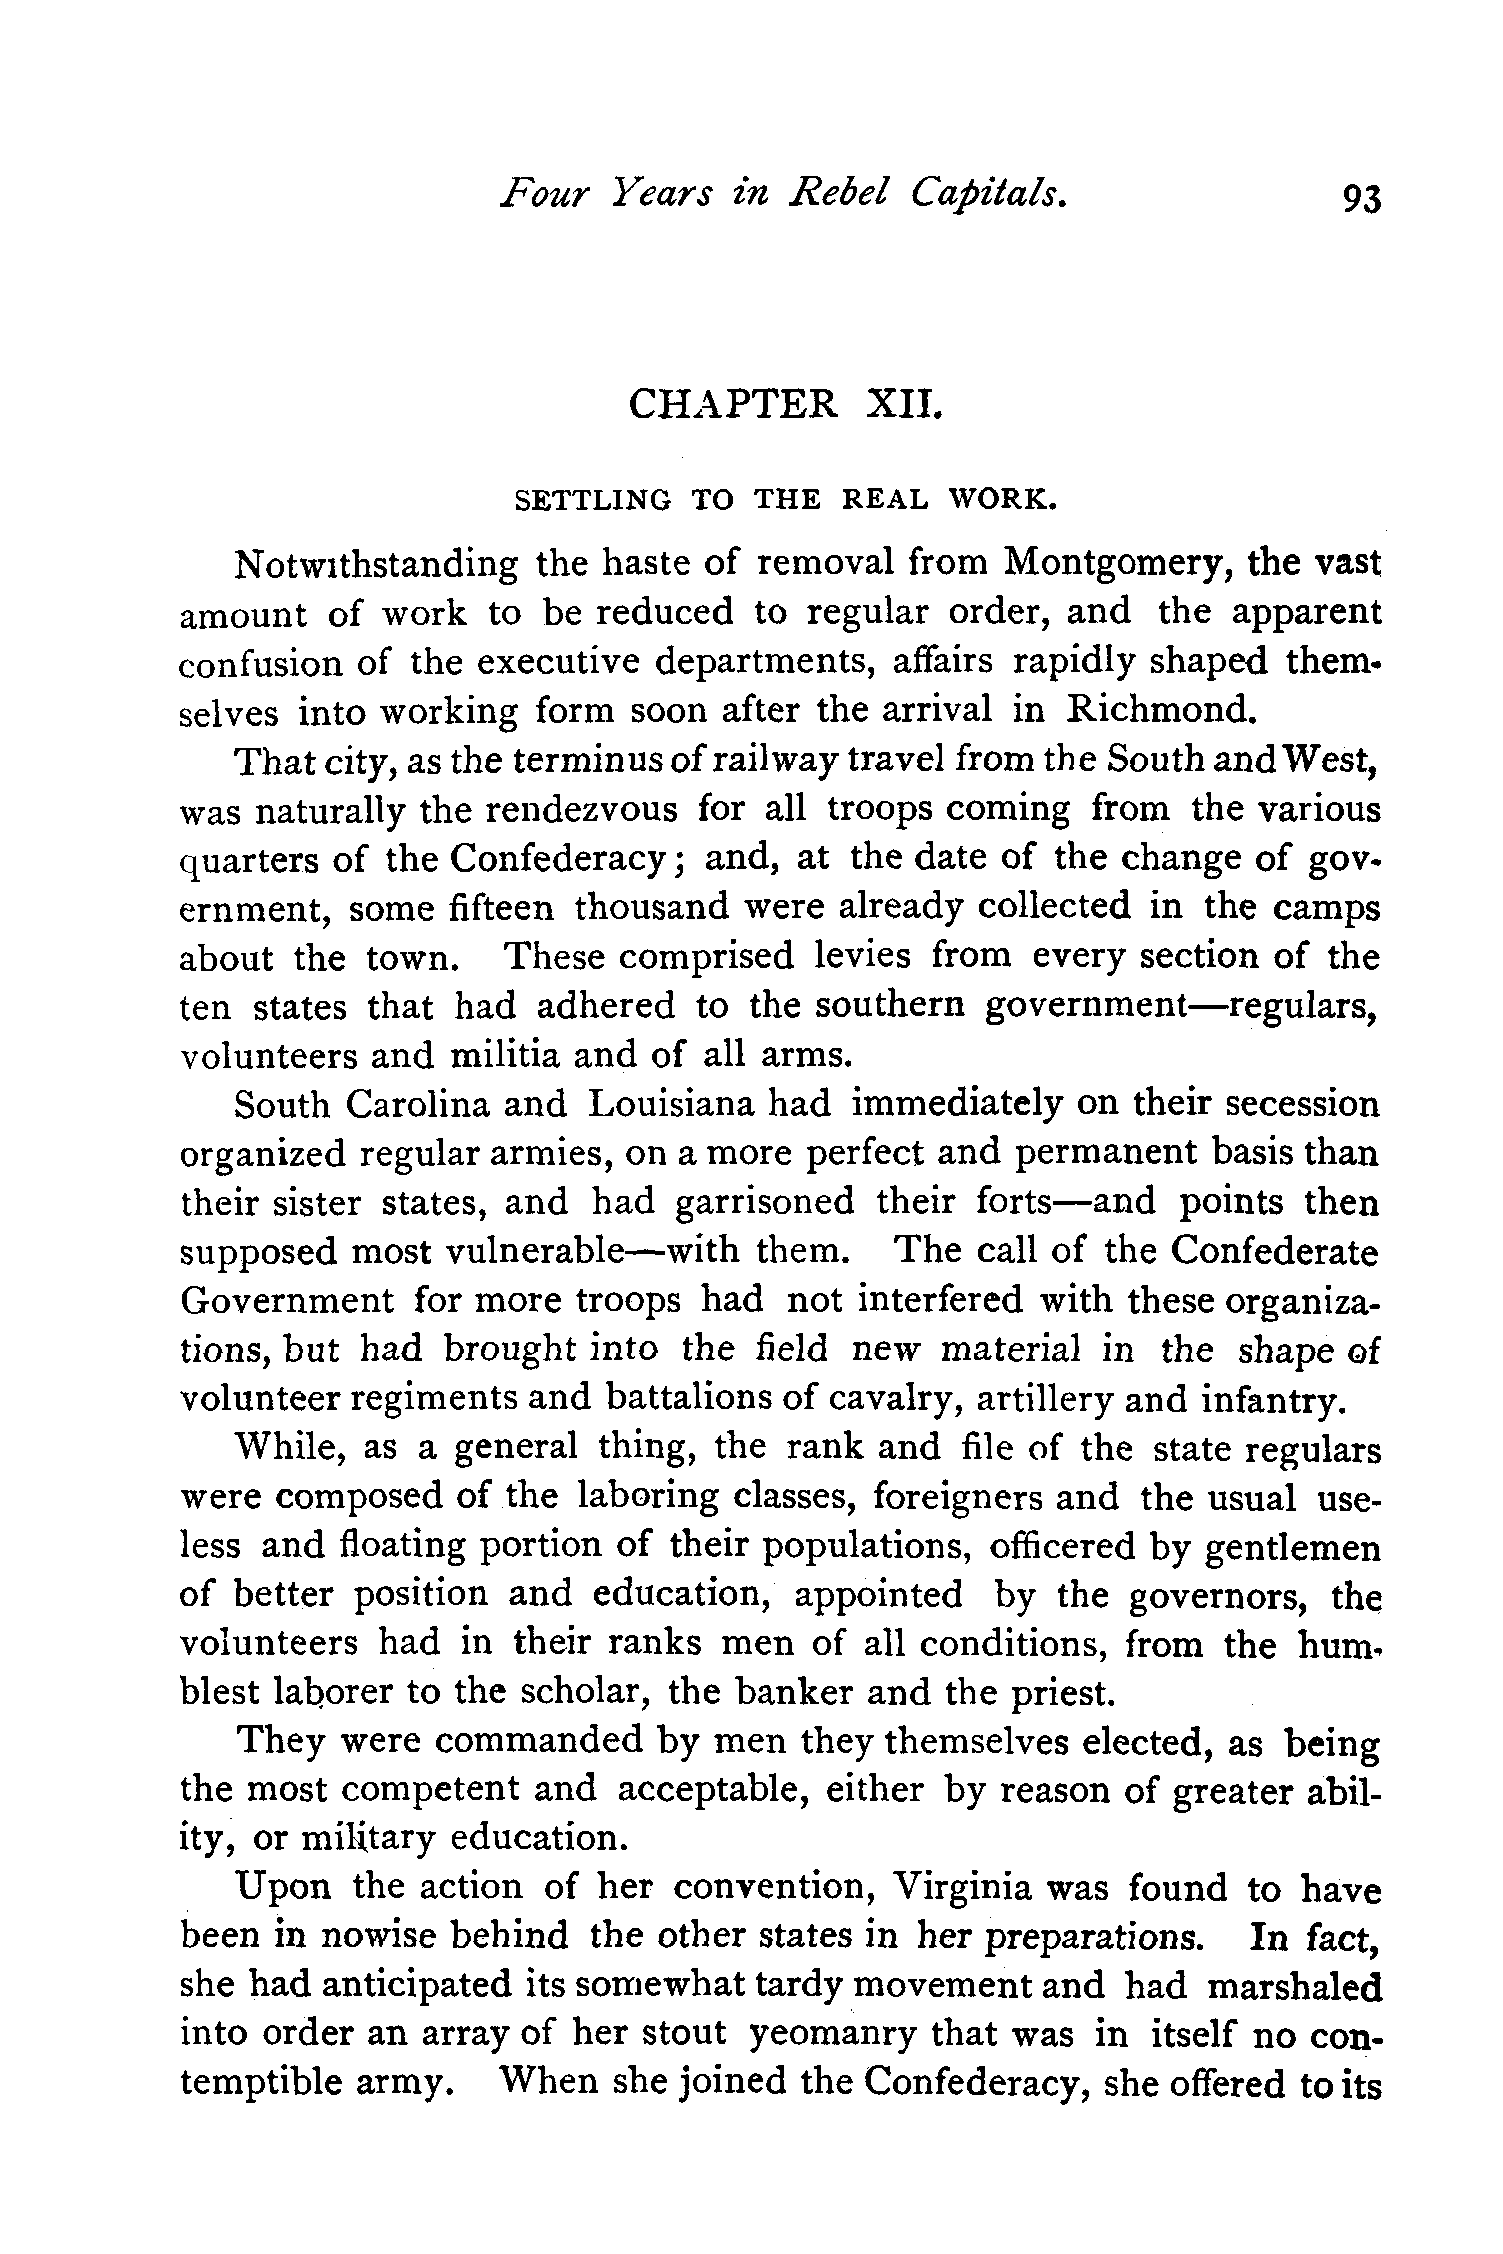 Four Years in Rebel Capitals. 93
CHAPTER XII.
SETTLING TO THE REAL WORK.
Notwithstanding the haste of removal from Montgomery, the vast
amount of work to be reduced to regular order, and the apparent
confusion of the executive departments, affairs rapidly shaped them-
selves into working form soon after the arrival in Richmond.
That city, as the terminus of railway travel from the South and West,
was naturally the rendezvous for all troops coming from the various
quarters of the Confederacy; and, at the date of the change of gov-
ernment, some fifteen thousand were already collected in the camps
about the town. These comprised levies from every section of the
ten states that had adhered to the southern government—regulars,
volunteers and militia and of all arms.
South Carolina and Louisiana had immediately on their secession
organized regular armies, on a more perfect and permanent basis than
their sister states, and had garrisoned their forts—and points then
supposed most vulnerable—with them. The call of the Confederate
Government for more troops had not interfered with these organiza-
tions, but had brought into the field new material in the shape of
volunteer regiments and battalions of cavalry, artillery and infantry.
While, as a general thing, the rank and file of the state regulars
were composed of the laboring classes, foreigners and the usual use-
less and floating portion of their populations, officered by gentlemen
of better position and education, appointed by the governors, the
volunteers had in their ranks men of all conditions, from the hum-
blest laborer to the scholar, the banker and the priest.
They were commanded by men they themselves elected, as being
the most competent and acceptable, either by reason of greater abil-
ity, or military education.
Upon the action of her convention, Virginia was found to have
been in nowise behind the other states in her preparations. In fact,
she had anticipated its somewhat tardy movement and had marshaled
into order an array of her stout yeomanry that was in itself no con-
temptible army. When she joined the Confederacy, she offered to its